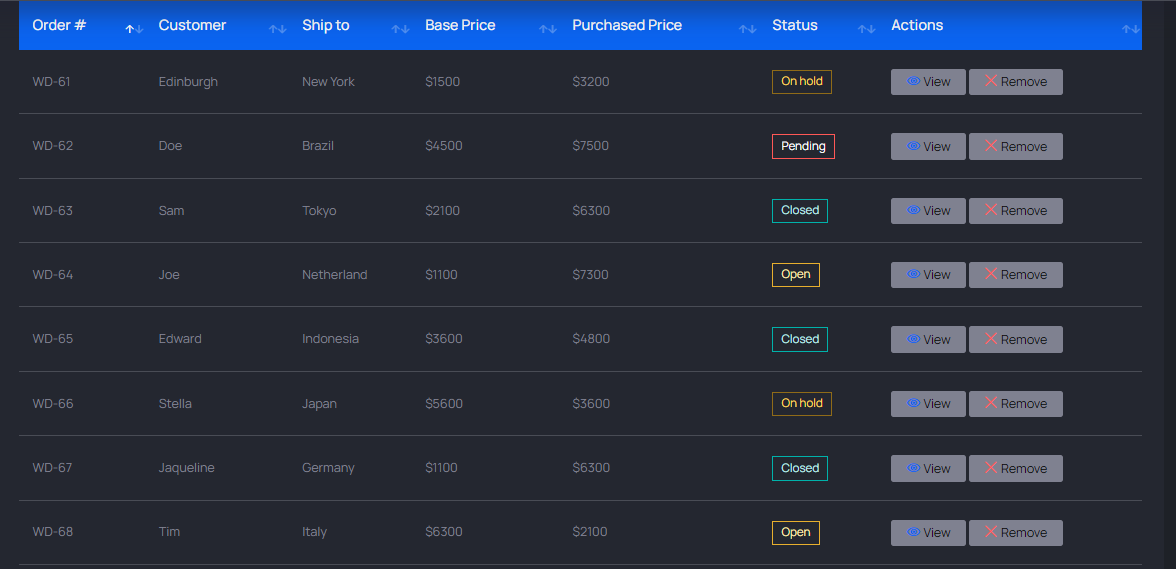 Order # Customer Ship to Base Price Purchased Price Status Actions
WD-61 Edinburgh New York $1500 $3200 On hold View Remove
WD-62 Doe Brazil $4500 $7500 Pending View Remove
WD-63 Sam Tokyo $2100 $6300 Closed View Remove
WD-64 Joe Netherland $1100 $7300 Open View Remove
WD-65 Edward Indonesia $3600 $4800 Closed View Remove
WD-66 Stella Japan $5600 $3600 On hold View Remove
WD-67 Jaqueline Germany $1100 $6300 Closed View Remove
WD-68 Tim Italy $6300 $2100 Open View Remove